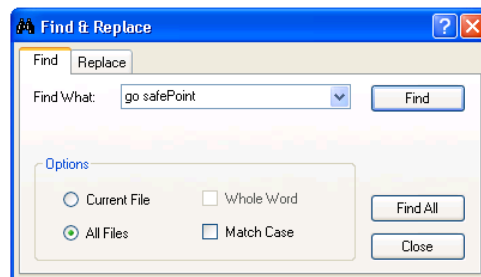 Find & Replace
Find Replace
Find What: go safePoint Find
Options
Current File Whole Word
Find All
All Files Match Case
Close